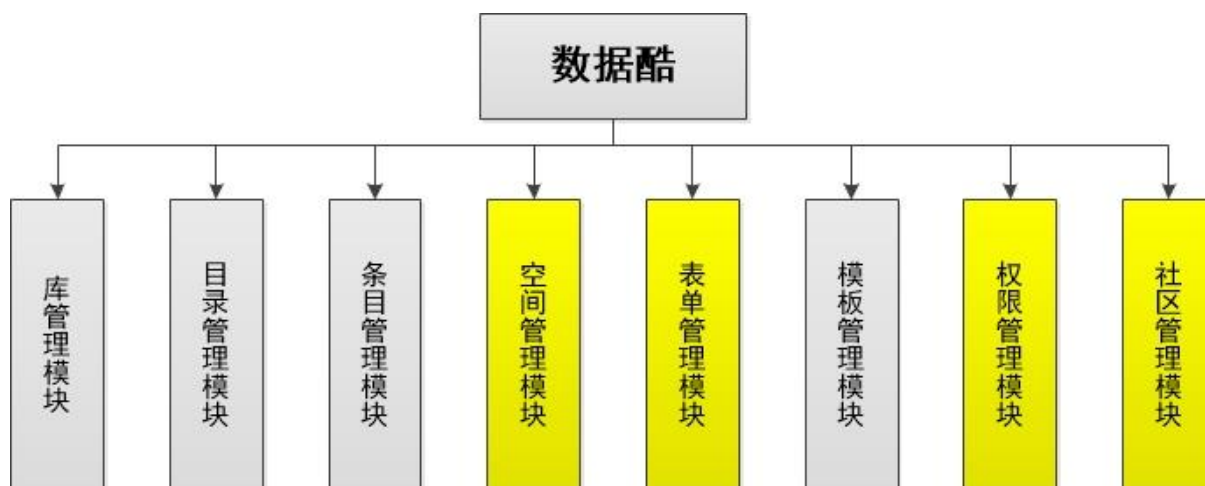 数据酷
库管理模块
目录管理模块
条目管理模块
空间管理模块
表单管理模块
模板管理模块
权限管理模块
社区管理模块